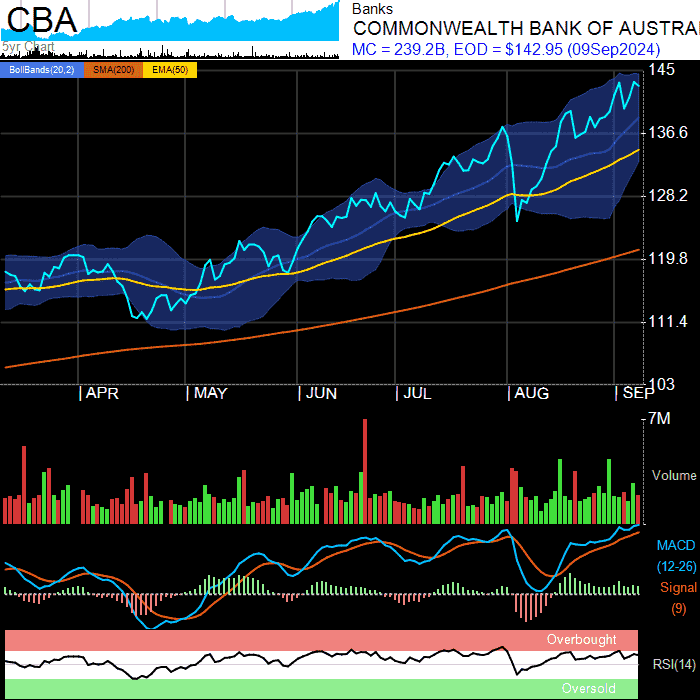 CBA
5yr Chart
Banks
COMMONWEALTH BANK OF AUSTRA
MC = 239.2B, EOD = $142.95 (09Sep2024)
BollBands(20,2) SMA(200) EMA(50)
145
136.6
128.2
119.8
111.4
103
APR MAY JUN JUL AUG SEP
7M
Volume
MACD
(12-26)
Signal
(9)
Overbought
RSI(14)
Oversold